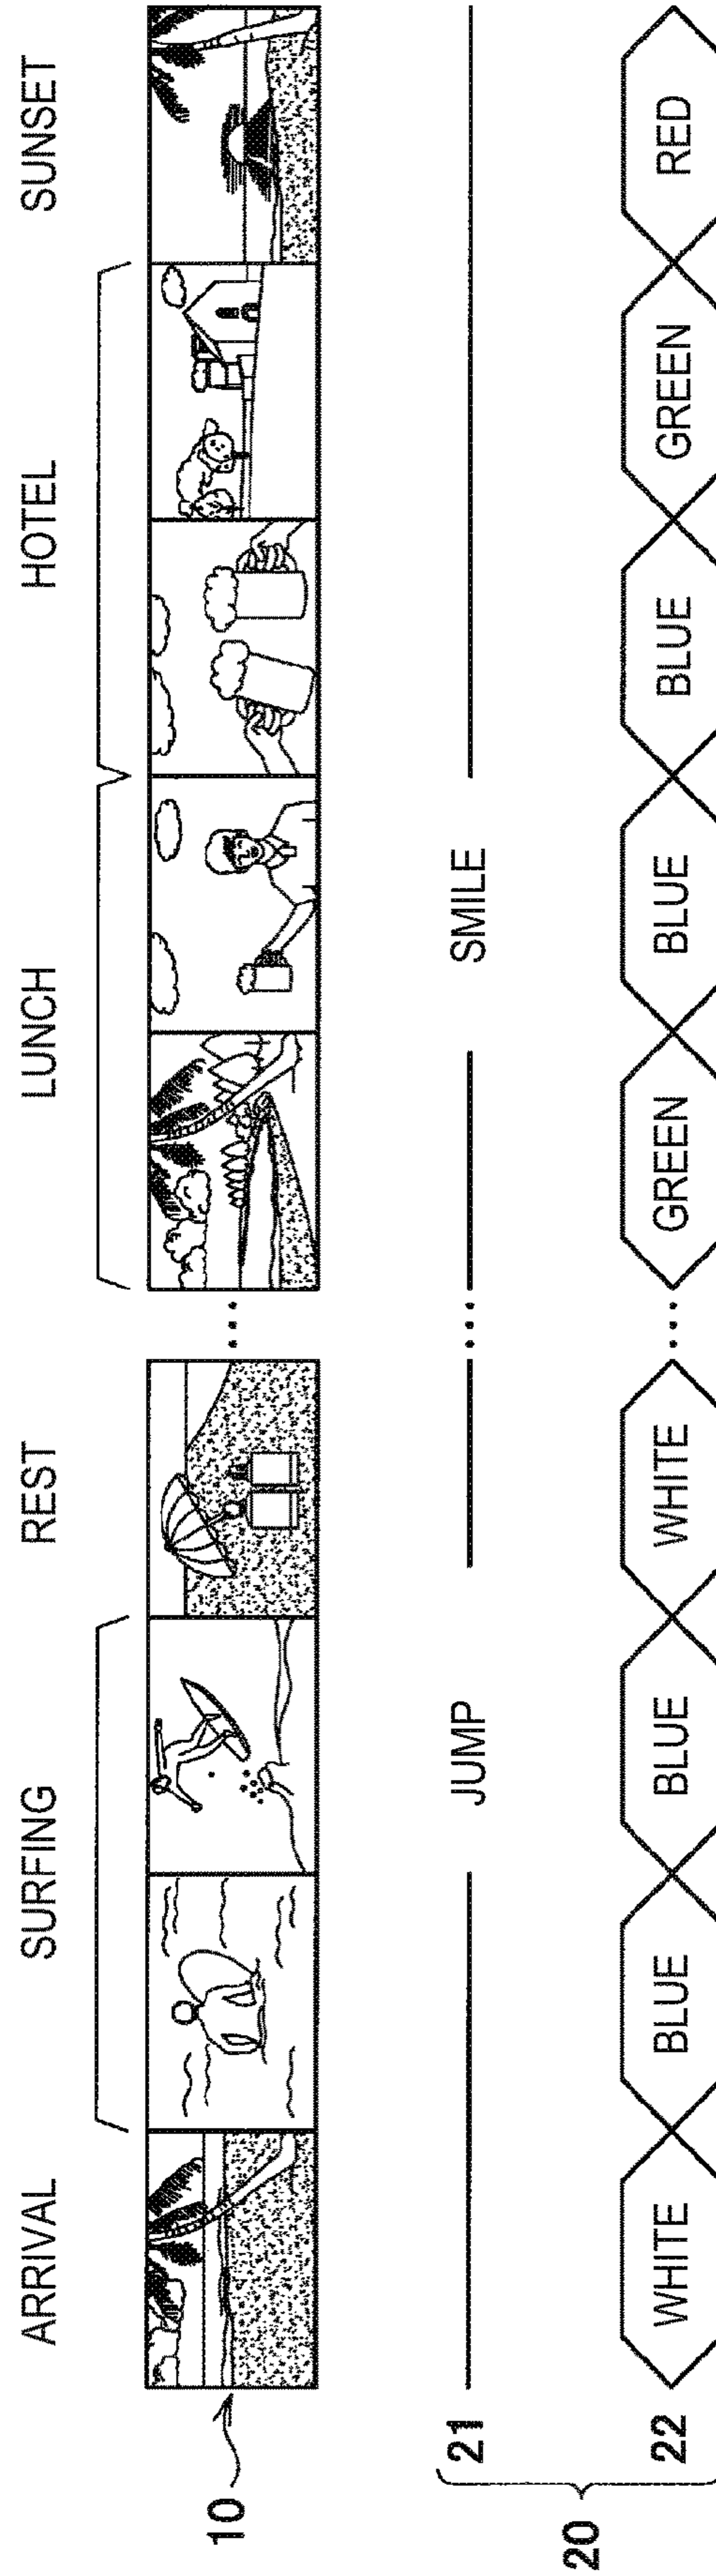 ARRIVAL SURFING REST LUNCH HOTEL SUNSET
10 ...
21 JUMP ... SMILE
20
22 WHITE BLUE BLUE WHITE ... GREEN BLUE BLUE GREEN RED